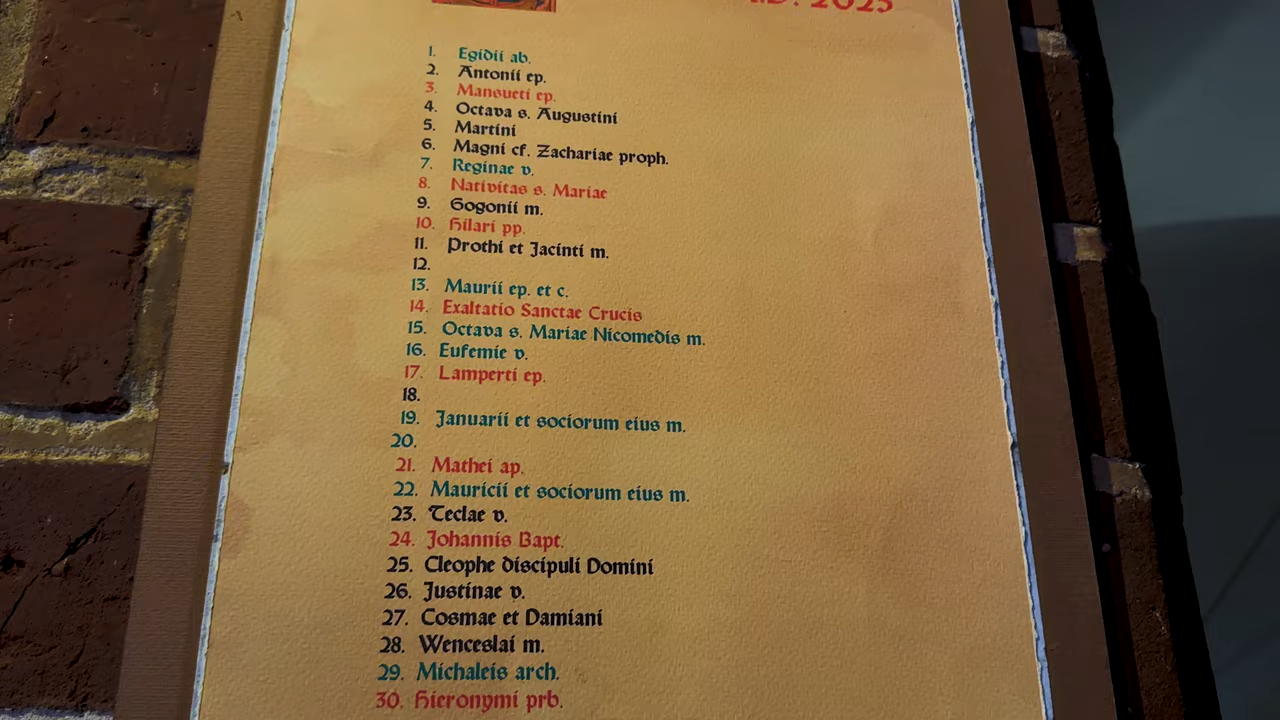 A.D. 2025
1. Egidii ab.
2. Antonii ep.
3. Mansueti ep.
4. Octava s. Augustini
5. Martini
6. Magni cf. Zachariae proph.
7. Reginae v.
8. Nativitas s. Mariae
9. Gogonii m.
10. Hilari pp.
11. Prothi et Jacinti m.
12.
13. Maurii ep. et c.
14. Exaltatio Sanctae Crucis
15. Octava s. Mariae Nicomedis m.
16. Eufemie v.
17. Lamperti ep.
18.
19. Januarii et sociorum eius m.
20.
21. Mathei ap.
22. Mauricii et sociorum eius m.
23. Teclae v.
24. Johannis Bapt.
25. Cleophe discipuli Domini
26. Justinae v.
27. Cosmae et Damiani
28. Wenceslai m.
29. Michaleis arch.
30. Hieronymi prb.